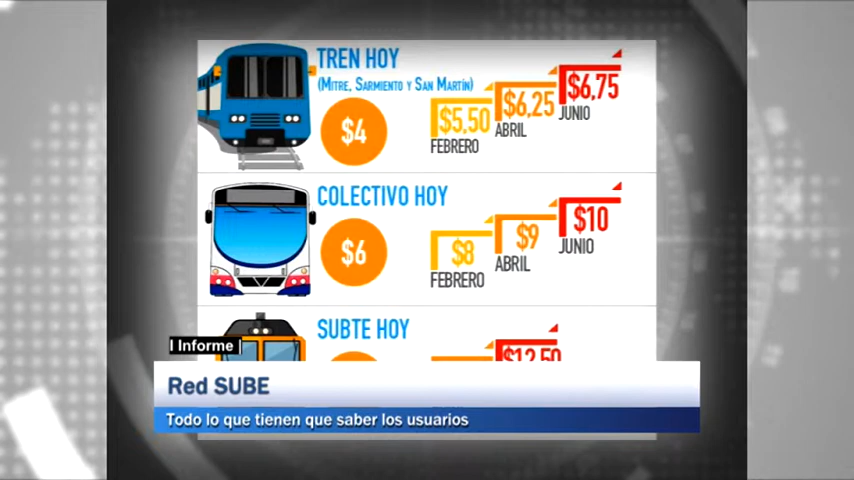 TREN HOY
(Mitre, Sarmiento y San Martín)
$4
$5,50
FEBRERO
$6,25
ABRIL
$6,75
JUNIO
COLECTIVO HOY
$6
$8
FEBRERO
$9
ABRIL
$10
JUNIO
SUBTE HOY
$12,50
I Informe |
Red SUBE
Todo lo que tienen que saber los usuarios